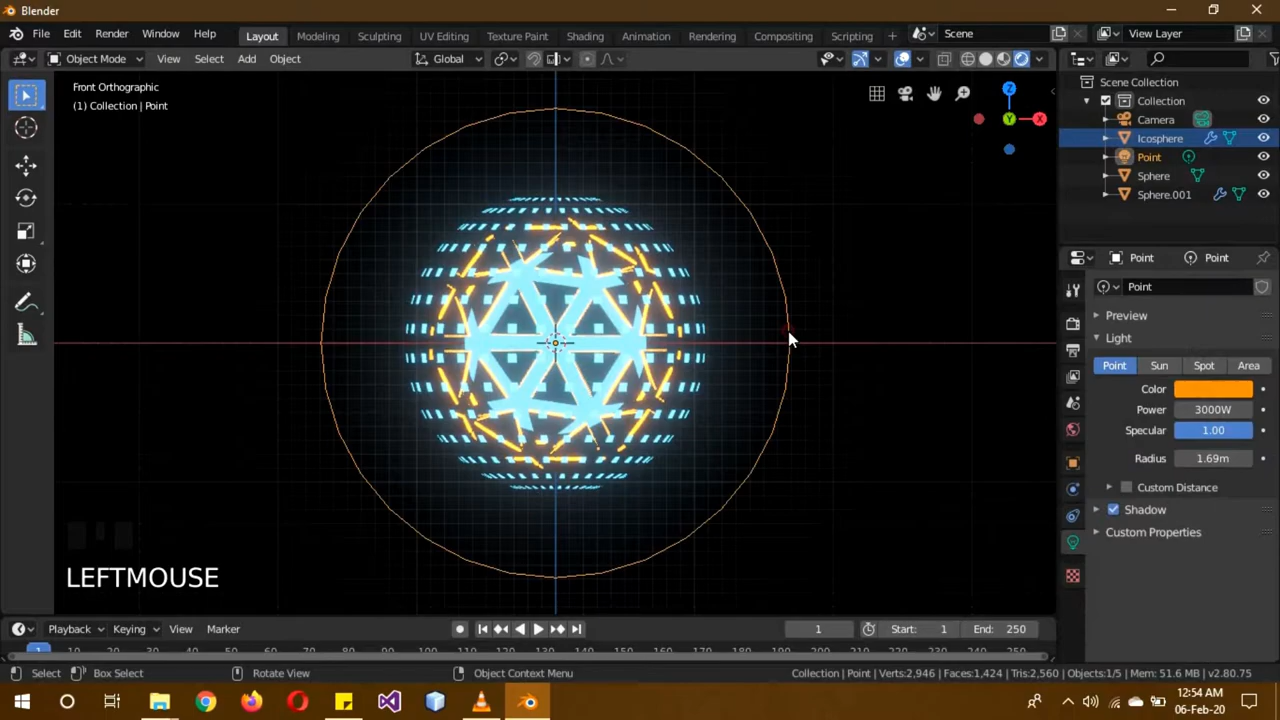 Blender
File Edit Render Window Help
Layout Modeling Sculpting UV Editing Texture Paint Shading Animation Rendering Compositing Scripting
Scene
View Layer
Object Mode View Select Add Object
Global
Front Orthographic
(1) Collection | Point
Z
Y
X
Scene Collection
Collection
Camera
Icosphere
Point
Sphere
Sphere.001
Point Point
Point
Preview
Light
Point Sun Spot Area
Color
Power 3000W
Specular 1.00
Radius 1.69m
Custom Distance
Shadow
Custom Properties
LEFTMOUSE
Playback Keying View Marker
1 Start: 1 End: 250
Select Box Select Rotate View Object Context Menu
Collection | Point | Verts:2,946 | Faces:1,424 | Tris:2,560 | Objects:1/5 | Mem: 51.6 MB | v2.80.75
12:54 AM
06-Feb-20